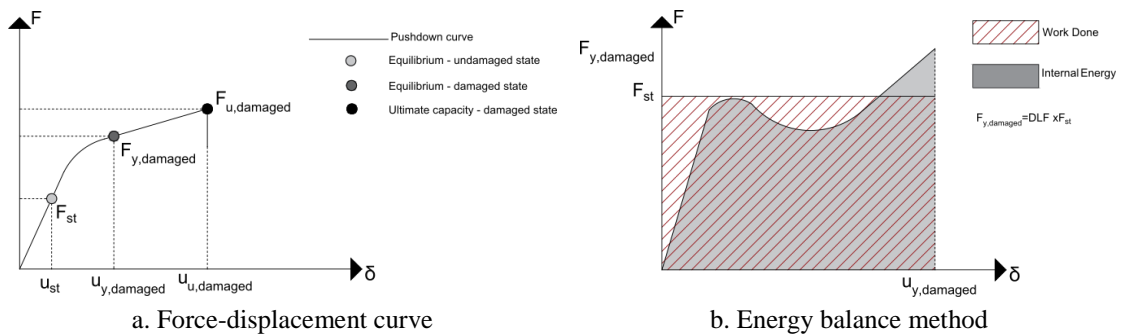 F
Pushdown curve
Equilibrium - undamaged state
Equilibrium - damaged state
Ultimate capacity - damaged state
F_u,damaged
F_y,damaged
F_st
u_st
u_y,damaged
u_u,damaged
δ
a. Force-displacement curve
F
F_y,damaged
F_st
Work Done
Internal Energy
F_y,damaged=DLF xF_st
u_y,damaged
δ
b. Energy balance method